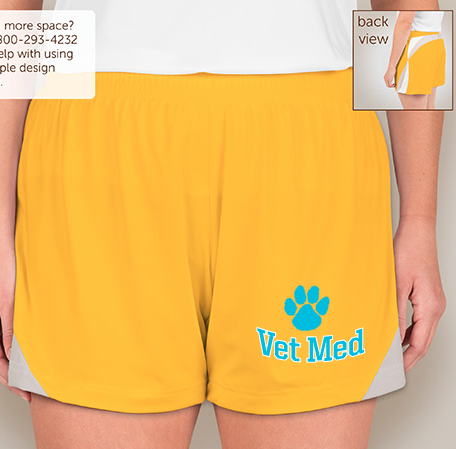 more space?
800-293-4232
elp with using
ple design
.
back
view
Vet Med